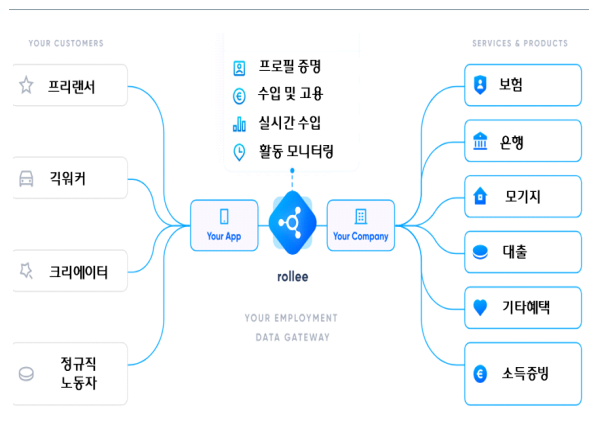 YOUR CUSTOMERS
프리랜서
긱워커
크리에이터
정규직
노동자
프로필 증명
수입 및 고용
실시간 수입
활동 모니터링
Your App
rollee
Your Company
YOUR EMPLOYMENT
DATA GATEWAY
SERVICES & PRODUCTS
보험
은행
모기지
대출
기타혜택
소득증빙